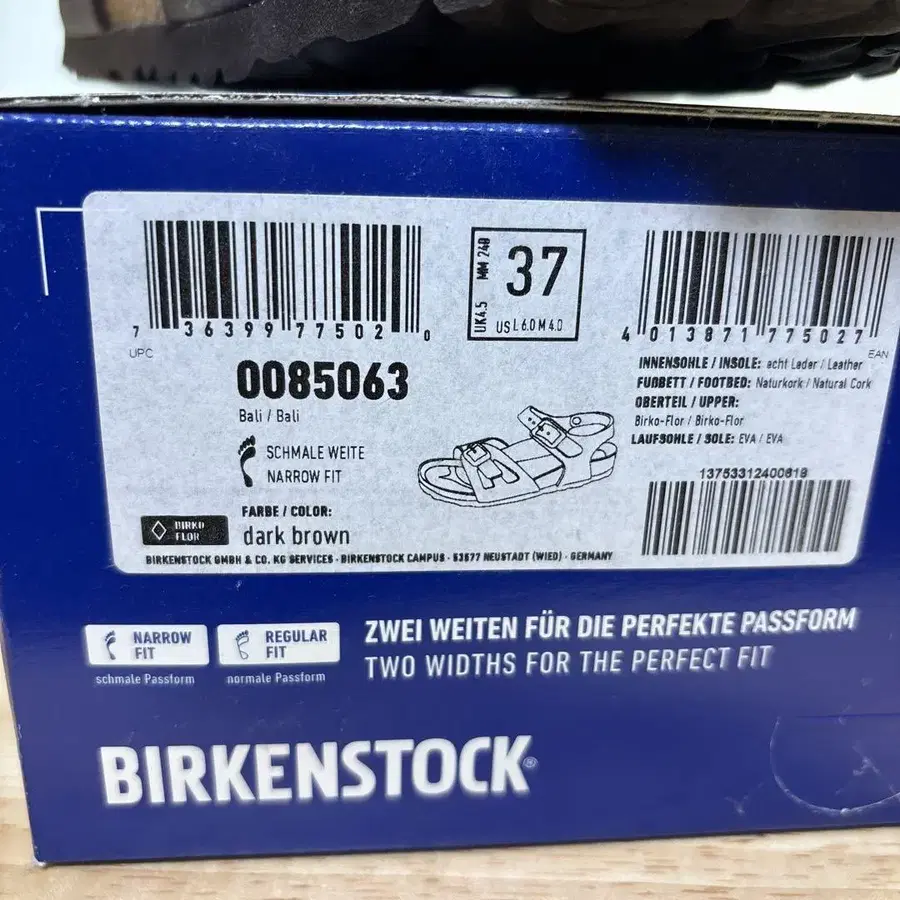 7 36399 77502 0
UPC
UK4.5 MM 240
37
US L 6.0 M 4.0
4 013871 775027
EAN
0085063
Bali / Bali
SCHMALE WEITE
NARROW FIT
FARBE / COLOR:
dark brown
BIRKO
FLOR
INNENSOHLE / INSOLE: echt Leder / Leather
FUßBETT / FOOTBED: Naturkork / Natural Cork
OBERTEIL / UPPER:
Birko-Flor / Birko-Flor
LAUFSOHLE / SOLE: EVA / EVA
13753312400618
BIRKENSTOCK GMBH & CO. KG SERVICES · BIRKENSTOCK CAMPUS · 53577 NEUSTADT (WIED) · GERMANY
NARROW
FIT
schmale Passform
REGULAR
FIT
normale Passform
ZWEI WEITEN FÜR DIE PERFEKTE PASSFORM
TWO WIDTHS FOR THE PERFECT FIT
BIRKENSTOCK®